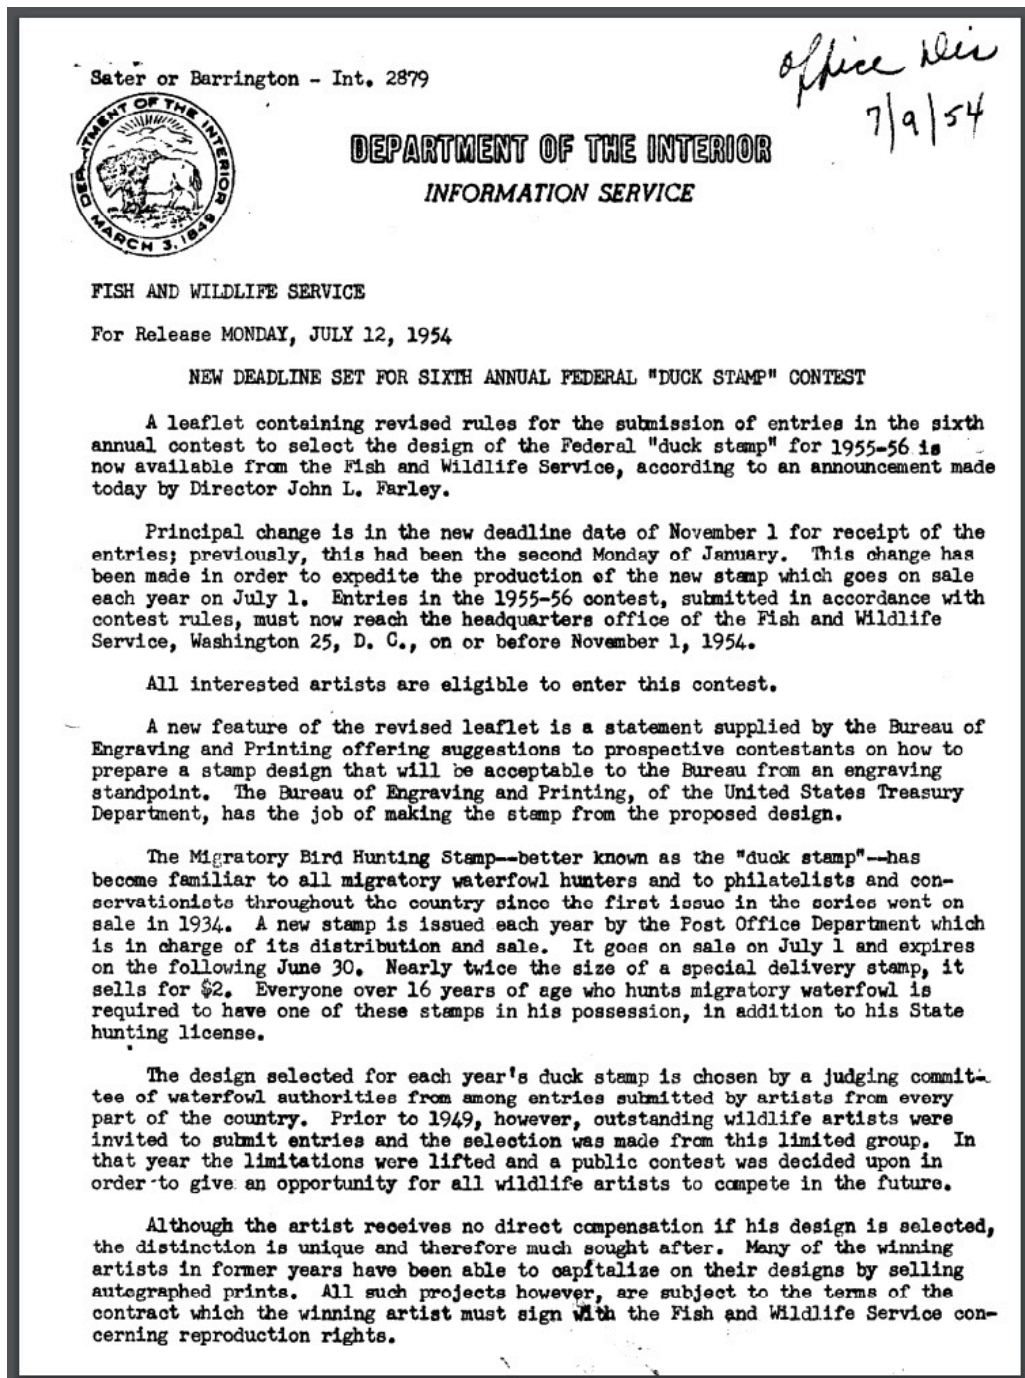 Sater or Barrington - Int. 2879
office
7/9/54
DEPARTMENT OF THE INTERIOR
MARCH 3, 1849
DEPARTMENT OF THE INTERIOR
INFORMATION SERVICE
FISH AND WILDLIFE SERVICE
For Release MONDAY, JULY 12, 1954
NEW DEADLINE SET FOR SIXTH ANNUAL FEDERAL "DUCK STAMP" CONTEST
A leaflet containing revised rules for the submission of entries in the sixth
annual contest to select the design of the Federal "duck stamp" for 1955-56 is
now available from the Fish and Wildlife Service, according to an announcement made
today by Director John L. Farley.
Principal change is in the new deadline date of November 1 for receipt of the
entries; previously, this had been the second Monday of January. This change has
been made in order to expedite the production of the new stamp which goes on sale
each year on July 1. Entries in the 1955-56 contest, submitted in accordance with
contest rules, must now reach the headquarters office of the Fish and Wildlife
Service, Washington 25, D. C., on or before November 1, 1954.
All interested artists are eligible to enter this contest.
A new feature of the revised leaflet is a statement supplied by the Bureau of
Engraving and Printing offering suggestions to prospective contestants on how to
prepare a stamp design that will be acceptable to the Bureau from an engraving
standpoint. The Bureau of Engraving and Printing, of the United States Treasury
Department, has the job of making the stamp from the proposed design.
The Migratory Bird Hunting Stamp--better known as the "duck stamp"--has
become familiar to all migratory waterfowl hunters and to philatelists and con-
servationists throughout the country since the first issue in the series went on
sale in 1934. A new stamp is issued each year by the Post Office Department which
is in charge of its distribution and sale. It goes on sale on July 1 and expires
on the following June 30. Nearly twice the size of a special delivery stamp, it
sells for $2. Everyone over 16 years of age who hunts migratory waterfowl is
required to have one of these stamps in his possession, in addition to his State
hunting license.
The design selected for each year's duck stamp is chosen by a judging commit-
tee of waterfowl authorities from among entries submitted by artists from every
part of the country. Prior to 1949, however, outstanding wildlife artists were
invited to submit entries and the selection was made from this limited group. In
that year the limitations were lifted and a public contest was decided upon in
order to give an opportunity for all wildlife artists to compete in the future.
Although the artist receives no direct compensation if his design is selected,
the distinction is unique and therefore much sought after. Many of the winning
artists in former years have been able to capitalize on their designs by selling
autographed prints. All such projects however, are subject to the terms of the
contract which the winning artist must sign with the Fish and Wildlife Service con-
cerning reproduction rights.